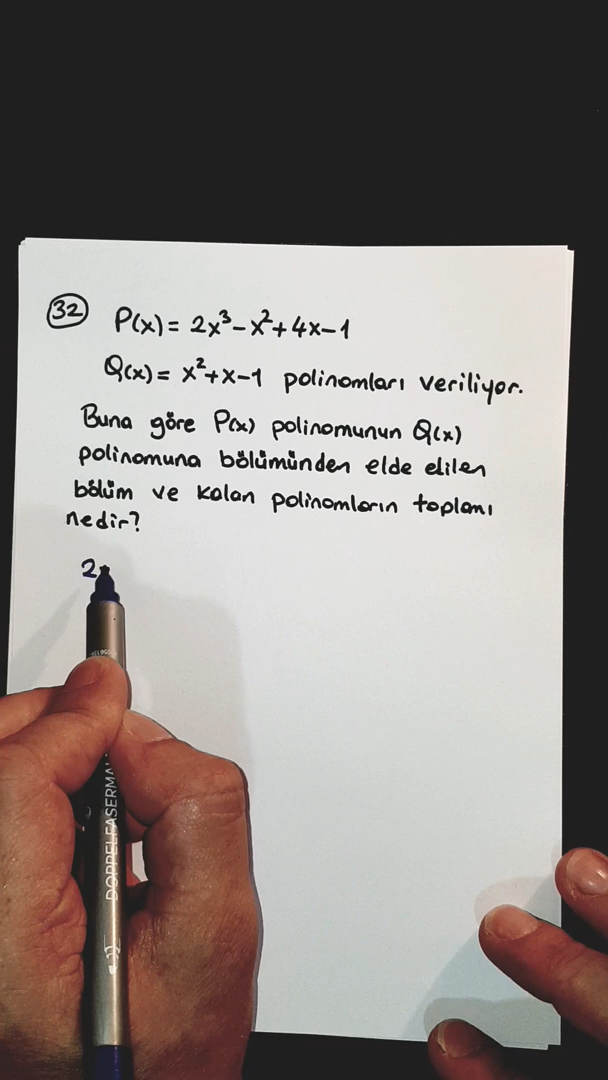 32 P(x) = 2x³-x²+4x-1
Q(x) = x²+x-1 polinomları veriliyor.
Buna göre P(x) polinomunun Q(x)
polinomuna bölümünden elde edilen
bölüm ve kalan polinomların toplamı
nedir?
2
DOPPELFASERMAL